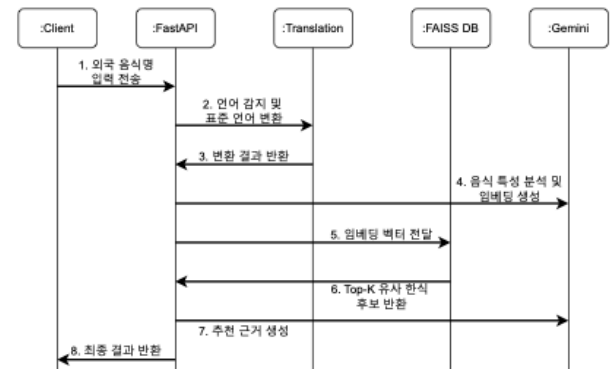 :Client
:FastAPI
:Translation
:FAISS DB
:Gemini
1. 외국 음식명
입력 전송
2. 언어 감지 및
표준 언어 변환
3. 변환 결과 반환
4. 음식 특성 분석 및
임베딩 생성
5. 임베딩 벡터 전달
6. Top-K 유사 한식
후보 반환
7. 추천 근거 생성
8. 최종 결과 반환